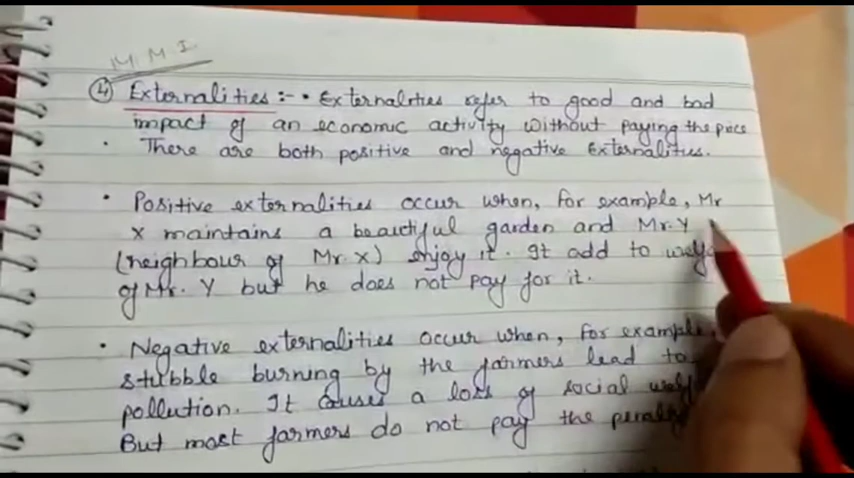 M. M. I
④ Externalities :- • Externalities refer to good and bad
impact of an economic activity without paying the price
• There are both positive and negative Externalities.
• Positive externalities occur when, for example, Mr
X maintains a beautiful garden and Mr. Y
(neighbour of Mr. X) enjoy it. It add to
of Mr. Y but he does not pay for it.
• Negative externalities occur when, for example
stubble burning by the farmers lead to
pollution. It causes a loss of social
But most farmers do not pay the